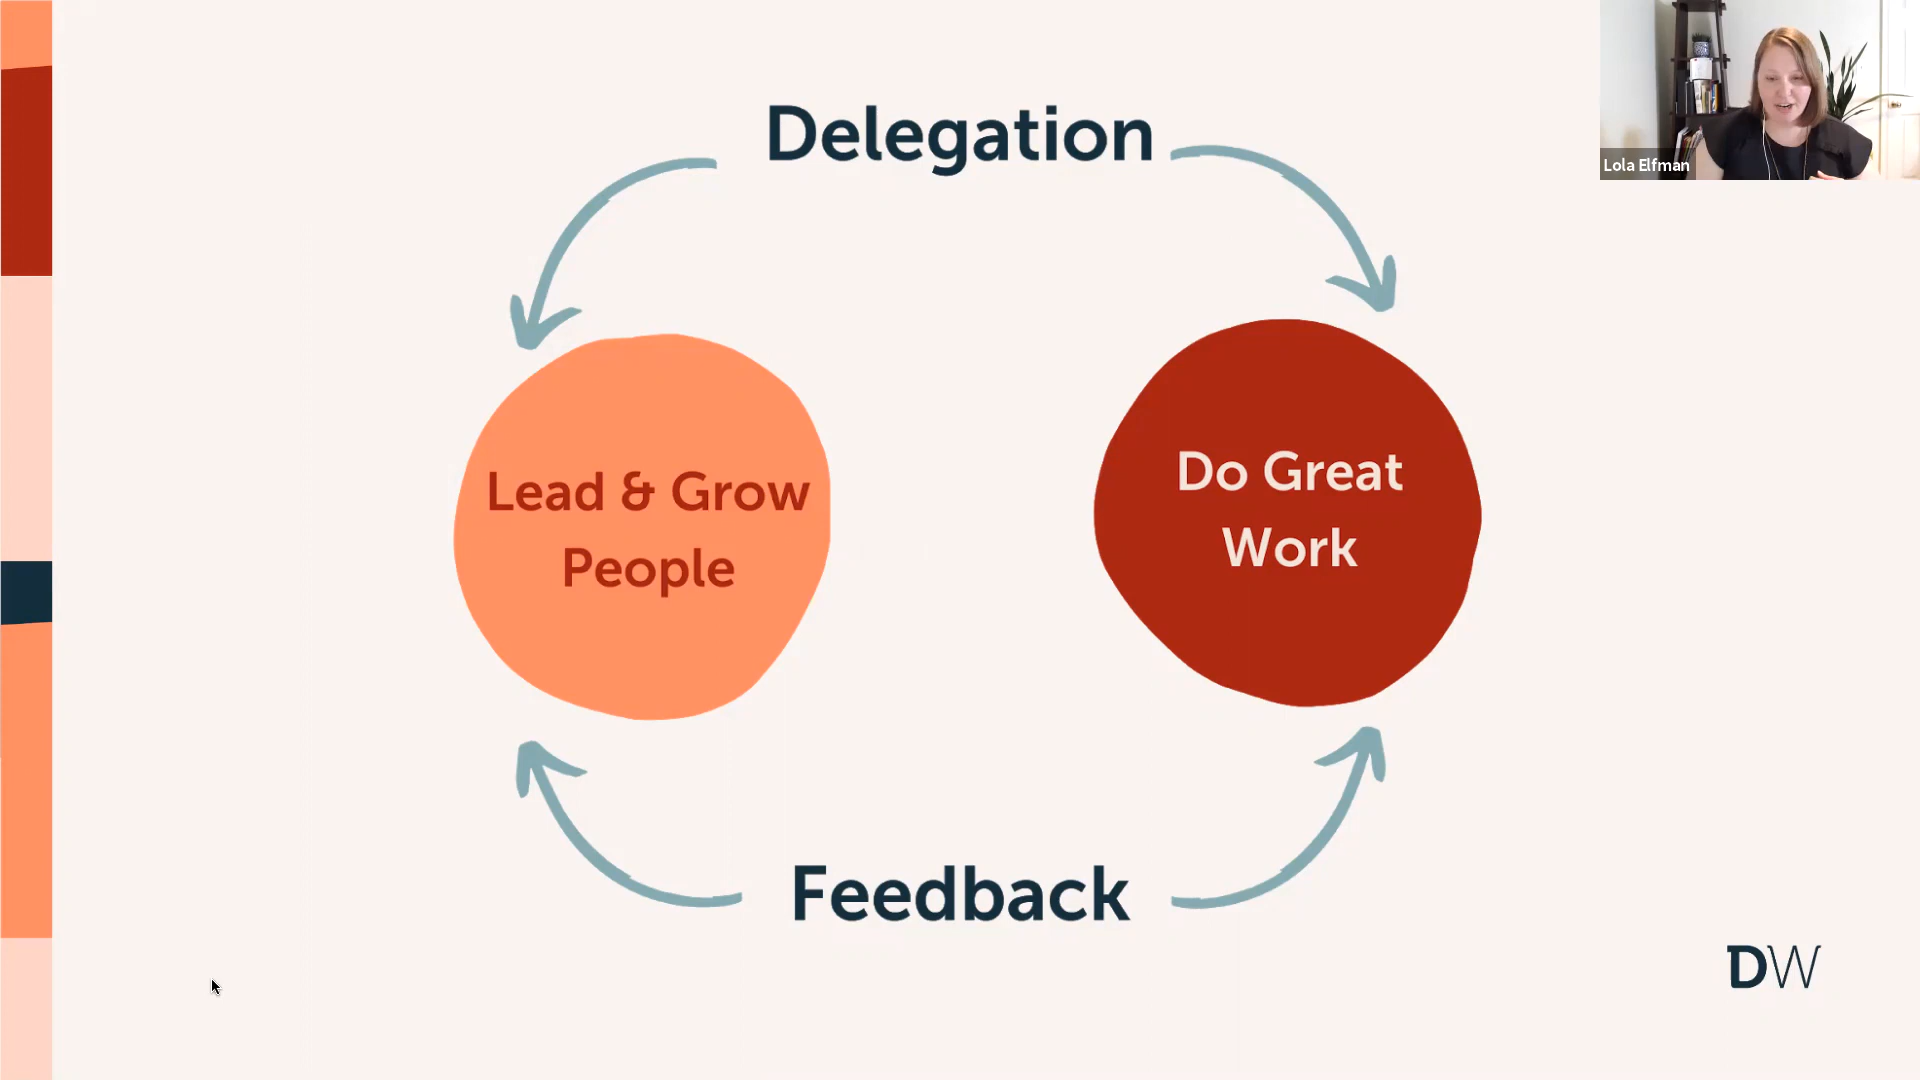 Delegation
Lola Elfman
Lead & Grow
People
Do Great
Work
Feedback
DW